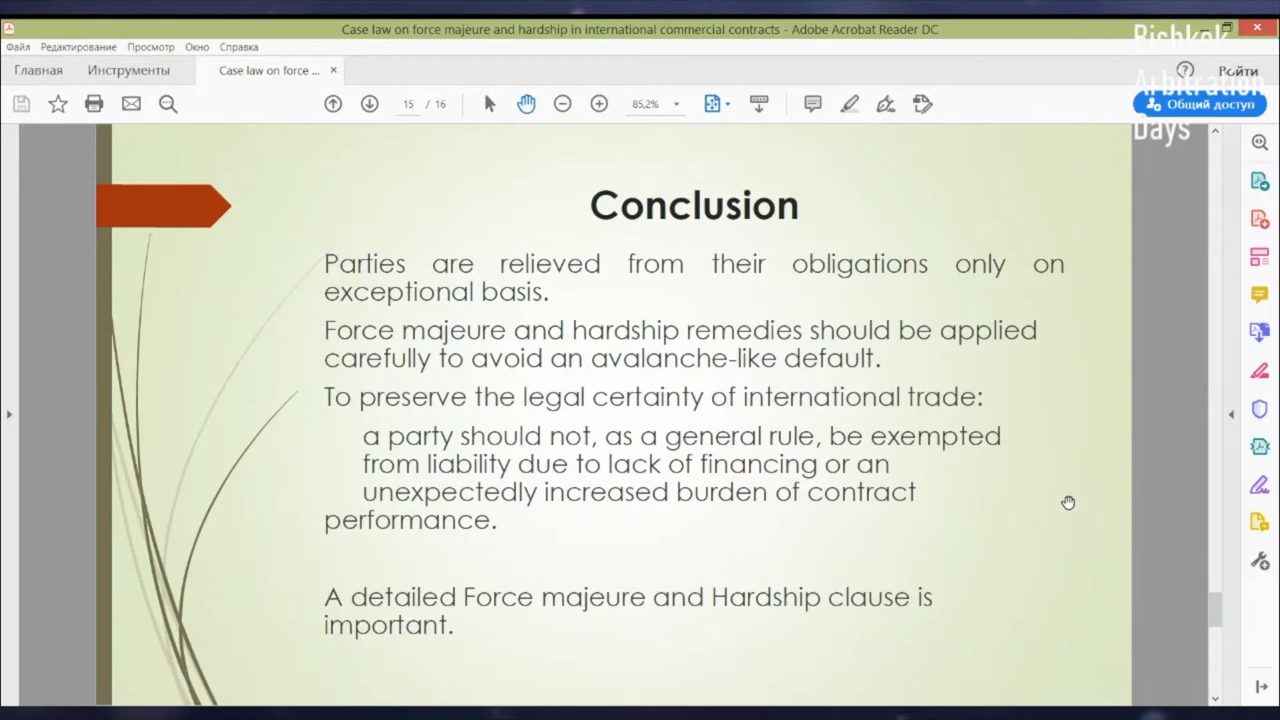 Case law on force majeure and hardship in international commercial contracts - Adobe Acrobat Reader DC
Файл Редактирование Просмотр Окно Справка
Главная Инструменты Case law on force ... × Войти
15 / 16 85,2% Общий доступ
Bishkek
Arbitration
Days
Conclusion
Parties are relieved from their obligations only on
exceptional basis.
Force majeure and hardship remedies should be applied
carefully to avoid an avalanche-like default.
To preserve the legal certainty of international trade:
a party should not, as a general rule, be exempted
from liability due to lack of financing or an
unexpectedly increased burden of contract
performance.
A detailed Force majeure and Hardship clause is
important.